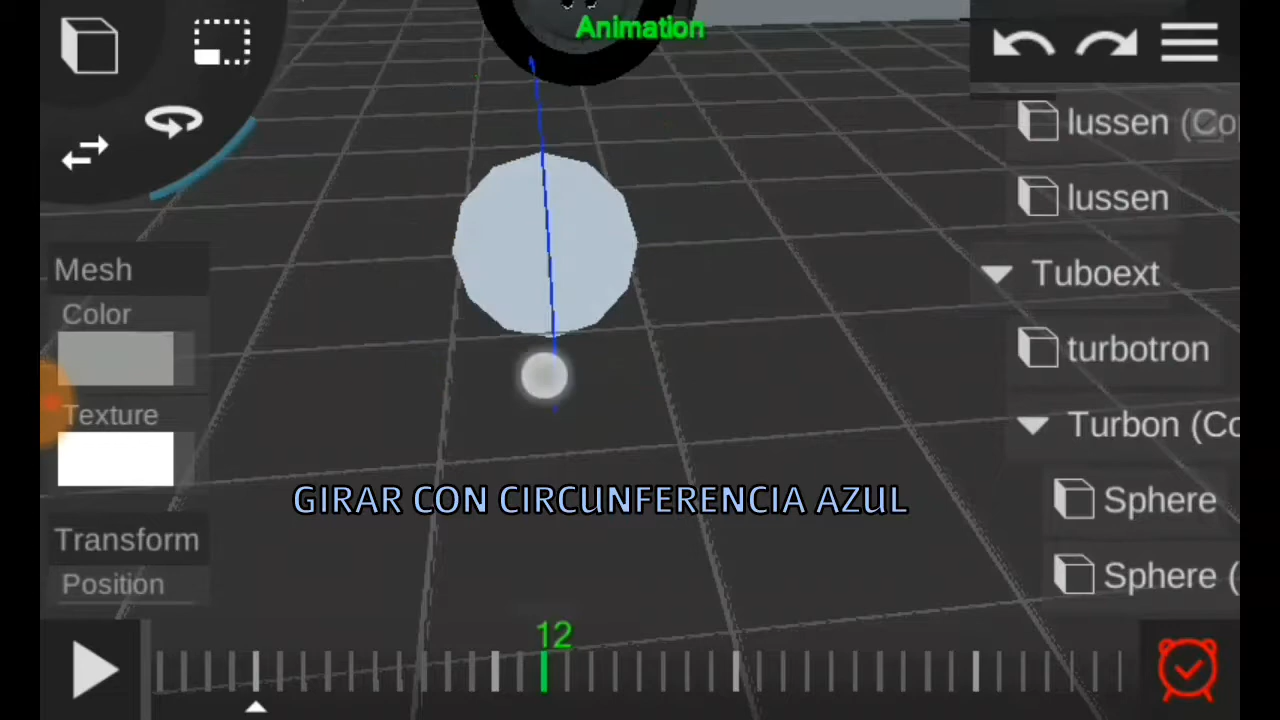 Animation
lussen (Co
lussen
Mesh
Tuboext
Color
turbotron
Texture
Turbon (Co
GIRAR CON CIRCUNFERENCIA AZUL
Sphere
Transform
Position
Sphere (
12